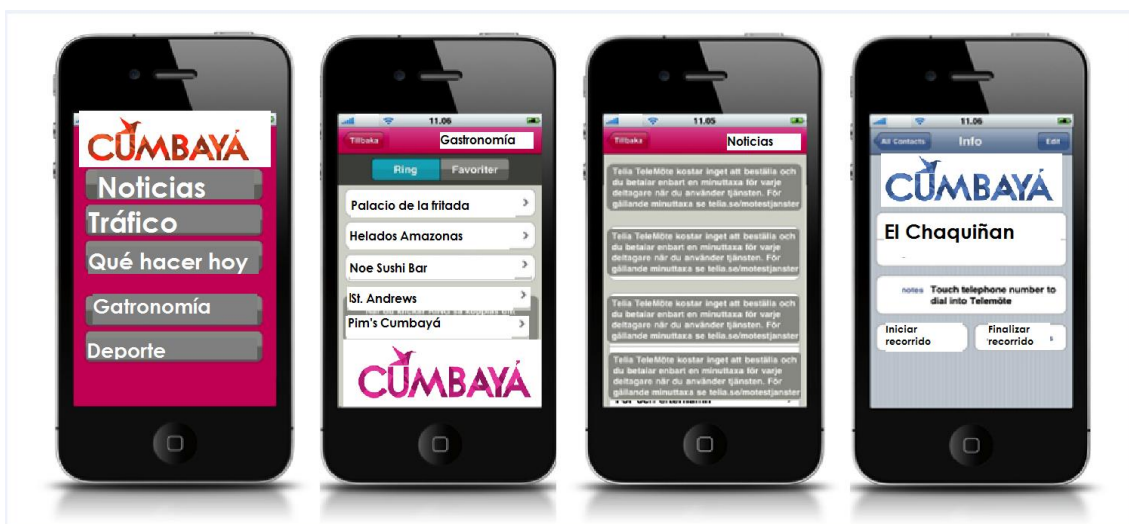 CUMBAYÁ
Noticias
Tráfico
Qué hacer hoy
Gatronomía
Deporte
11.06
Tillbaka
Gastronomía
Ring
Favoriter
Palacio de la fritada
Helados Amazonas
Noe Sushi Bar
lSt. Andrews
Pim's Cumbayá
CUMBAYÁ
11.05
Tillbaka
Noticias
Telia TeleMöte kostar inget att beställa och
du betalar enbart en minuttaxa för varje
deltagare när du använder tjänsten. För
gällande minuttaxa se telia.se/motestjanster
Telia TeleMöte kostar inget att beställa och
du betalar enbart en minuttaxa för varje
deltagare när du använder tjänsten. För
gällande minuttaxa se telia.se/motestjanster
Telia TeleMöte kostar inget att beställa och
du betalar enbart en minuttaxa för varje
deltagare när du använder tjänsten. För
gällande minuttaxa se telia.se/motestjanster
Telia TeleMöte kostar inget att beställa och
du betalar enbart en minuttaxa för varje
deltagare när du använder tjänsten. För
gällande minuttaxa se telia.se/motestjanster
11.06
All Contacts
Info
Edit
CUMBAYÁ
El Chaquiñan
notes Touch telephone number to
dial into Telemöte
Iniciar
recorrido
Finalizar
recorrido s